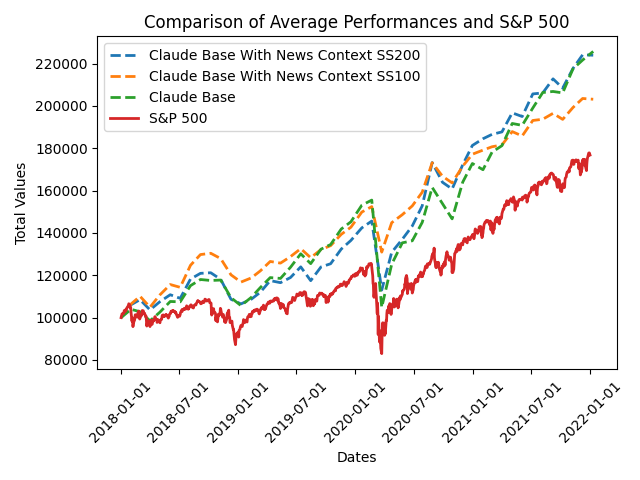 Comparison of Average Performances and S&P 500
Claude Base With News Context SS200
Claude Base With News Context SS100
Claude Base
S&P 500
220000
200000
180000
160000
140000
120000
100000
80000
Total Values
2018-01-01
2018-07-01
2019-01-01
2019-07-01
2020-01-01
2020-07-01
2021-01-01
2021-07-01
2022-01-01
Dates